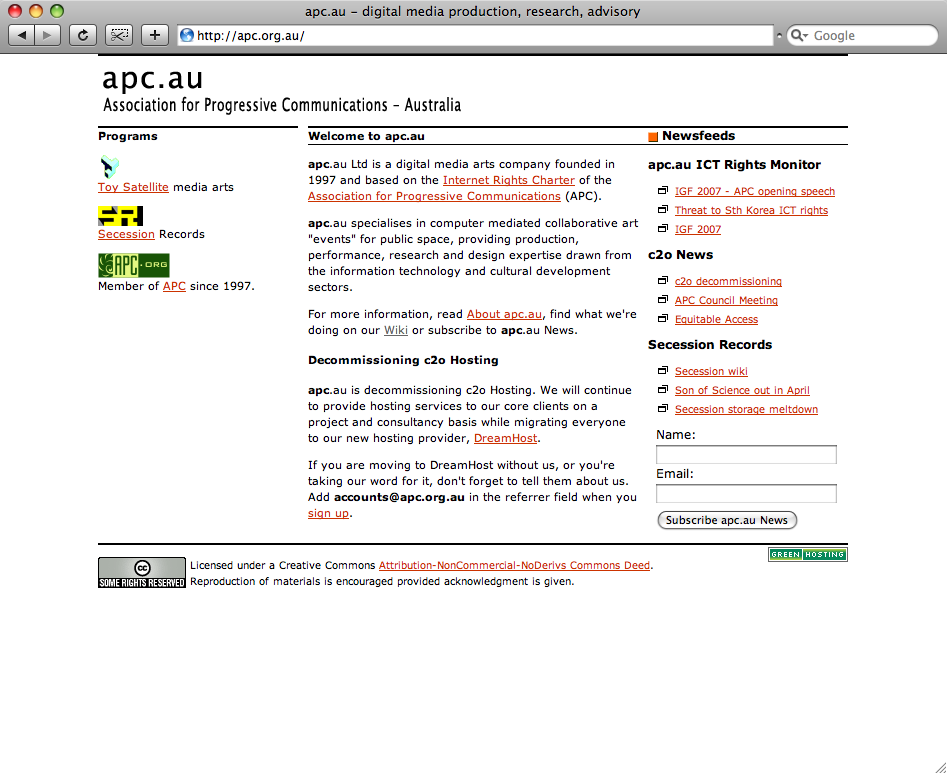 apc.au – digital media production, research, advisory
http://apc.org.au/
Google
apc.au
Association for Progressive Communications – Australia
Programs
Toy Satellite media arts
Secession Records
APC.ORG
Member of APC since 1997.
Welcome to apc.au
apc.au Ltd is a digital media arts company founded in
1997 and based on the Internet Rights Charter of the
Association for Progressive Communications (APC).
apc.au specialises in computer mediated collaborative art
"events" for public space, providing production,
performance, research and design expertise drawn from
the information technology and cultural development
sectors.
For more information, read About apc.au, find what we're
doing on our Wiki or subscribe to apc.au News.
Decommissioning c2o Hosting
apc.au is decommissioning c2o Hosting. We will continue
to provide hosting services to our core clients on a
project and consultancy basis while migrating everyone
to our new hosting provider, DreamHost.
If you are moving to DreamHost without us, or you're
taking our word for it, don't forget to tell them about us.
Add accounts@apc.org.au in the referrer field when you
sign up.
Newsfeeds
apc.au ICT Rights Monitor
IGF 2007 - APC opening speech
Threat to Sth Korea ICT rights
IGF 2007
c2o News
c2o decommissioning
APC Council Meeting
Equitable Access
Secession Records
Secession wiki
Son of Science out in April
Secession storage meltdown
Name:
Email:
Subscribe apc.au News
GREEN HOSTING
cc
SOME RIGHTS RESERVED
Licensed under a Creative Commons Attribution-NonCommercial-NoDerivs Commons Deed.
Reproduction of materials is encouraged provided acknowledgment is given.